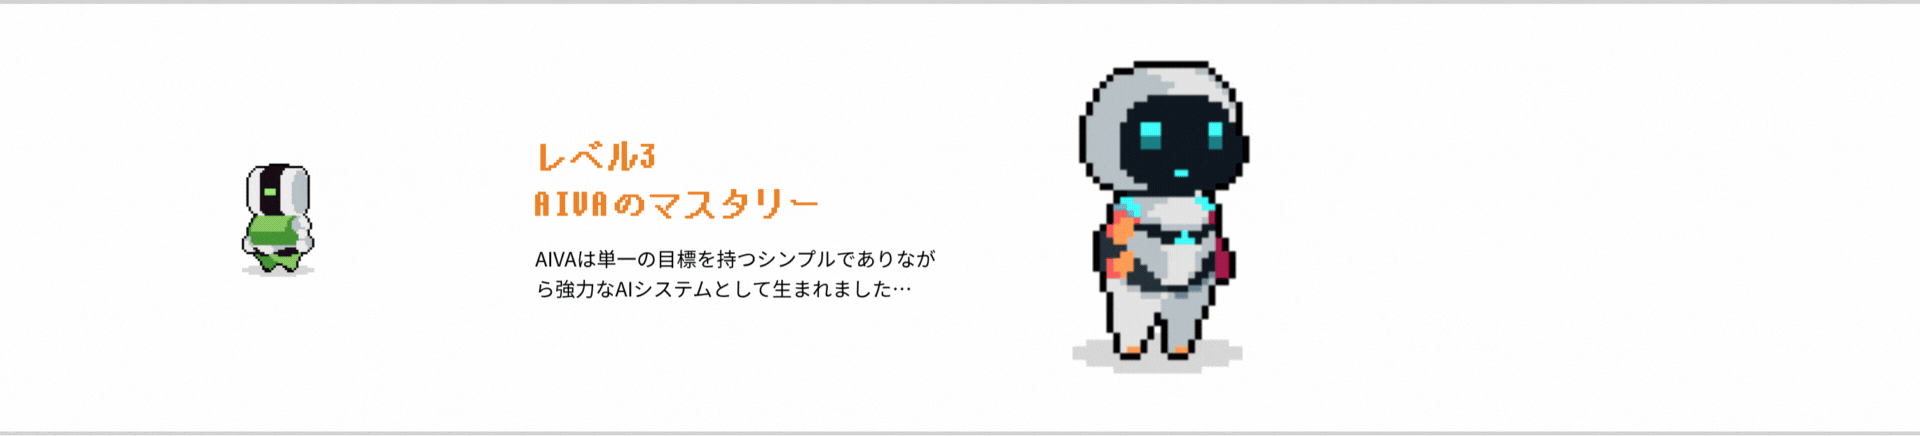 レベル3
AIVAのマスタリー
AIVAは単一の目標を持つシンプルでありなが
ら強力なAIシステムとして生まれました…